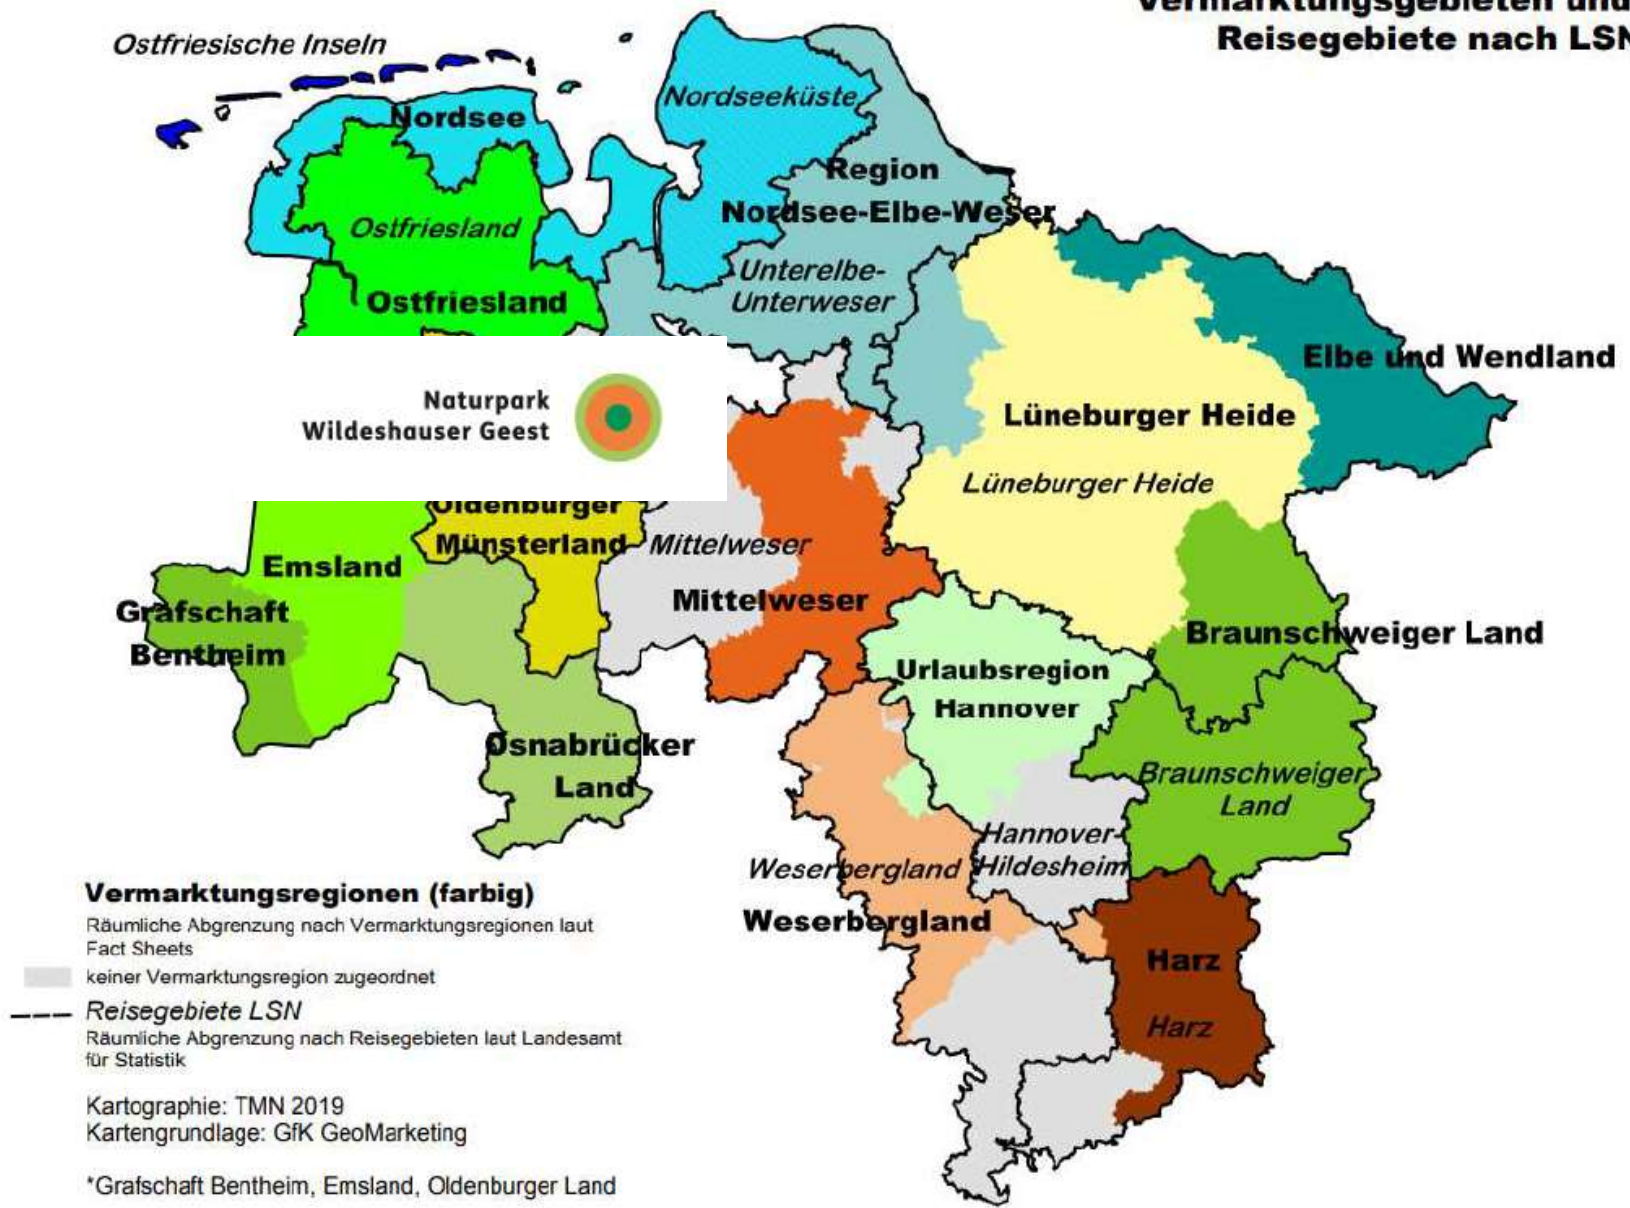 Vermarktungsgebieten und
Reisegebiete nach LSN
Ostfriesische Inseln
Nordsee
Nordseeküste
Region
Nordsee-Elbe-Weser
Ostfriesland
Unterelbe-
Unterweser
Ostfriesland
Elbe und Wendland
Naturpark
Wildeshauser Geest
Lüneburger Heide
Lüneburger Heide
Oldenburger
Münsterland
Mittelweser
Emsland
Mittelweser
Grafschaft
Bentheim
Braunschweiger Land
Urlaubsregion
Hannover
Osnabrücker
Land
Braunschweiger
Land
Hannover-
Hildesheim
Weserbergland
Weserbergland
Harz
Harz
Vermarktungsregionen (farbig)
Räumliche Abgrenzung nach Vermarktungsregionen laut
Fact Sheets
keiner Vermarktungsregion zugeordnet
Reisegebiete LSN
Räumliche Abgrenzung nach Reisegebieten laut Landesamt
für Statistik
Kartographie: TMN 2019
Kartengrundlage: GfK GeoMarketing
*Grafschaft Bentheim, Emsland, Oldenburger Land